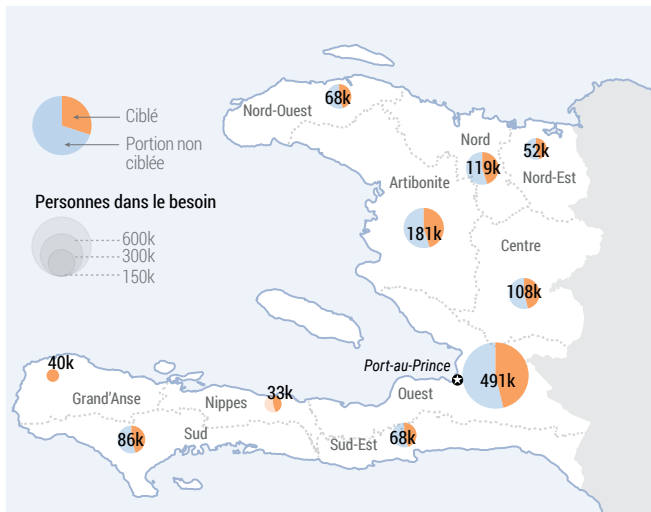 Ciblé
Portion non
ciblée
Personnes dans le besoin
600k
300k
150k
Nord-Ouest
68k
Nord
119k
52k
Nord-Est
Artibonite
181k
Centre
108k
Port-au-Prince
491k
Ouest
40k
Grand'Anse
Nippes
33k
86k
Sud
Sud-Est
68k